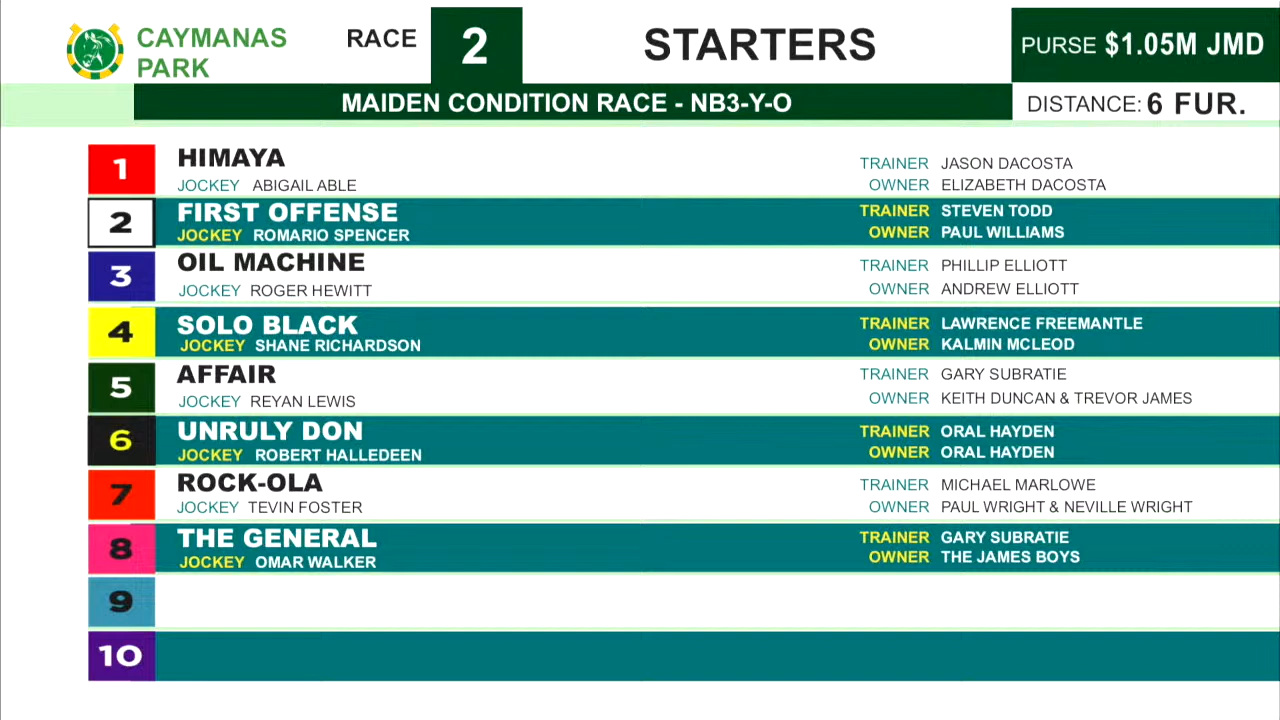 CAYMANAS PARK RACE 2 STARTERS PURSE $1.05M JMD
MAIDEN CONDITION RACE - NB3-Y-O DISTANCE: 6 FUR.
1 HIMAYA TRAINER JASON DACOSTA
JOCKEY ABIGAIL ABLE OWNER ELIZABETH DACOSTA
2 FIRST OFFENSE TRAINER STEVEN TODD
JOCKEY ROMARIO SPENCER OWNER PAUL WILLIAMS
3 OIL MACHINE TRAINER PHILLIP ELLIOTT
JOCKEY ROGER HEWITT OWNER ANDREW ELLIOTT
4 SOLO BLACK TRAINER LAWRENCE FREEMANTLE
JOCKEY SHANE RICHARDSON OWNER KALMIN MCLEOD
5 AFFAIR TRAINER GARY SUBRATIE
JOCKEY REYAN LEWIS OWNER KEITH DUNCAN & TREVOR JAMES
6 UNRULY DON TRAINER ORAL HAYDEN
JOCKEY ROBERT HALLEDEEN OWNER ORAL HAYDEN
7 ROCK-OLA TRAINER MICHAEL MARLOWE
JOCKEY TEVIN FOSTER OWNER PAUL WRIGHT & NEVILLE WRIGHT
8 THE GENERAL TRAINER GARY SUBRATIE
JOCKEY OMAR WALKER OWNER THE JAMES BOYS
9
10